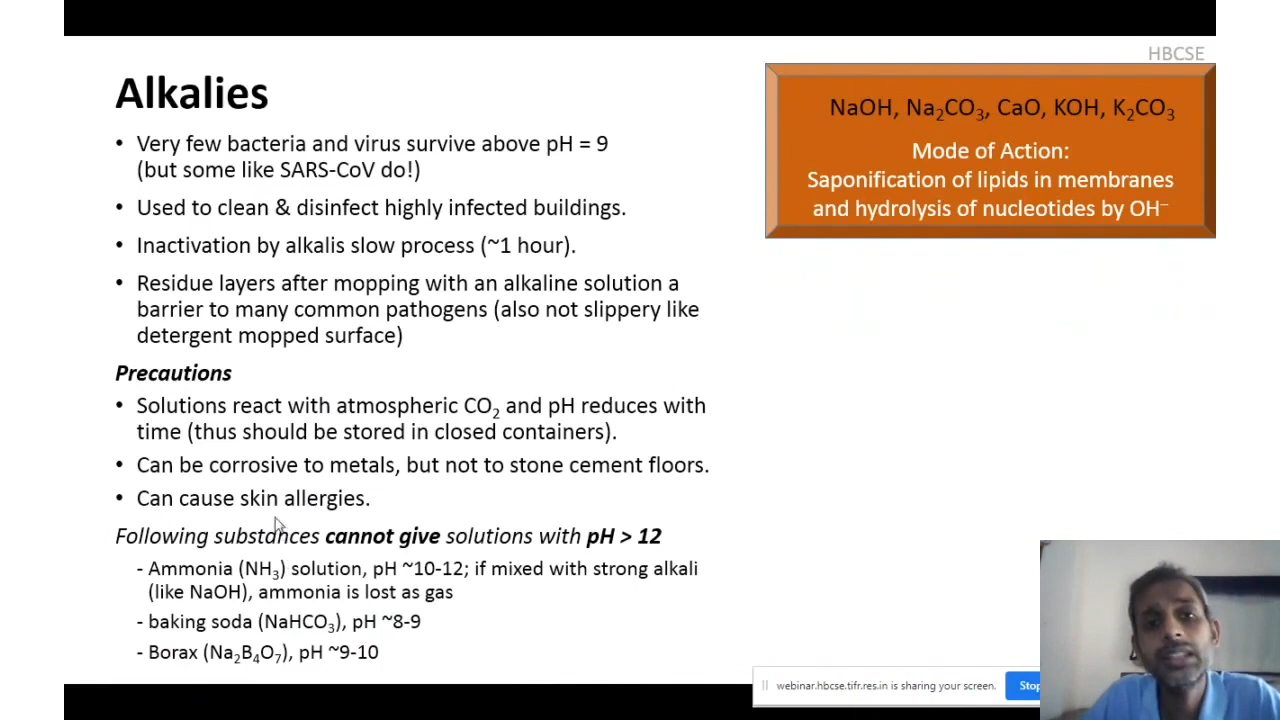 HBCSE
Alkalies
• Very few bacteria and virus survive above pH = 9
(but some like SARS-CoV do!)
• Used to clean & disinfect highly infected buildings.
• Inactivation by alkalis slow process (~1 hour).
• Residue layers after mopping with an alkaline solution a
barrier to many common pathogens (also not slippery like
detergent mopped surface)
Precautions
• Solutions react with atmospheric CO₂ and pH reduces with
time (thus should be stored in closed containers).
• Can be corrosive to metals, but not to stone cement floors.
• Can cause skin allergies.
Following substances cannot give solutions with pH > 12
- Ammonia (NH₃) solution, pH ~10-12; if mixed with strong alkali
(like NaOH), ammonia is lost as gas
- baking soda (NaHCO₃), pH ~8-9
- Borax (Na₂B₄O₇), pH ~9-10
NaOH, Na₂CO₃, CaO, KOH, K₂CO₃
Mode of Action:
Saponification of lipids in membranes
and hydrolysis of nucleotides by OH⁻
webinar.hbcse.tifr.res.in is sharing your screen.